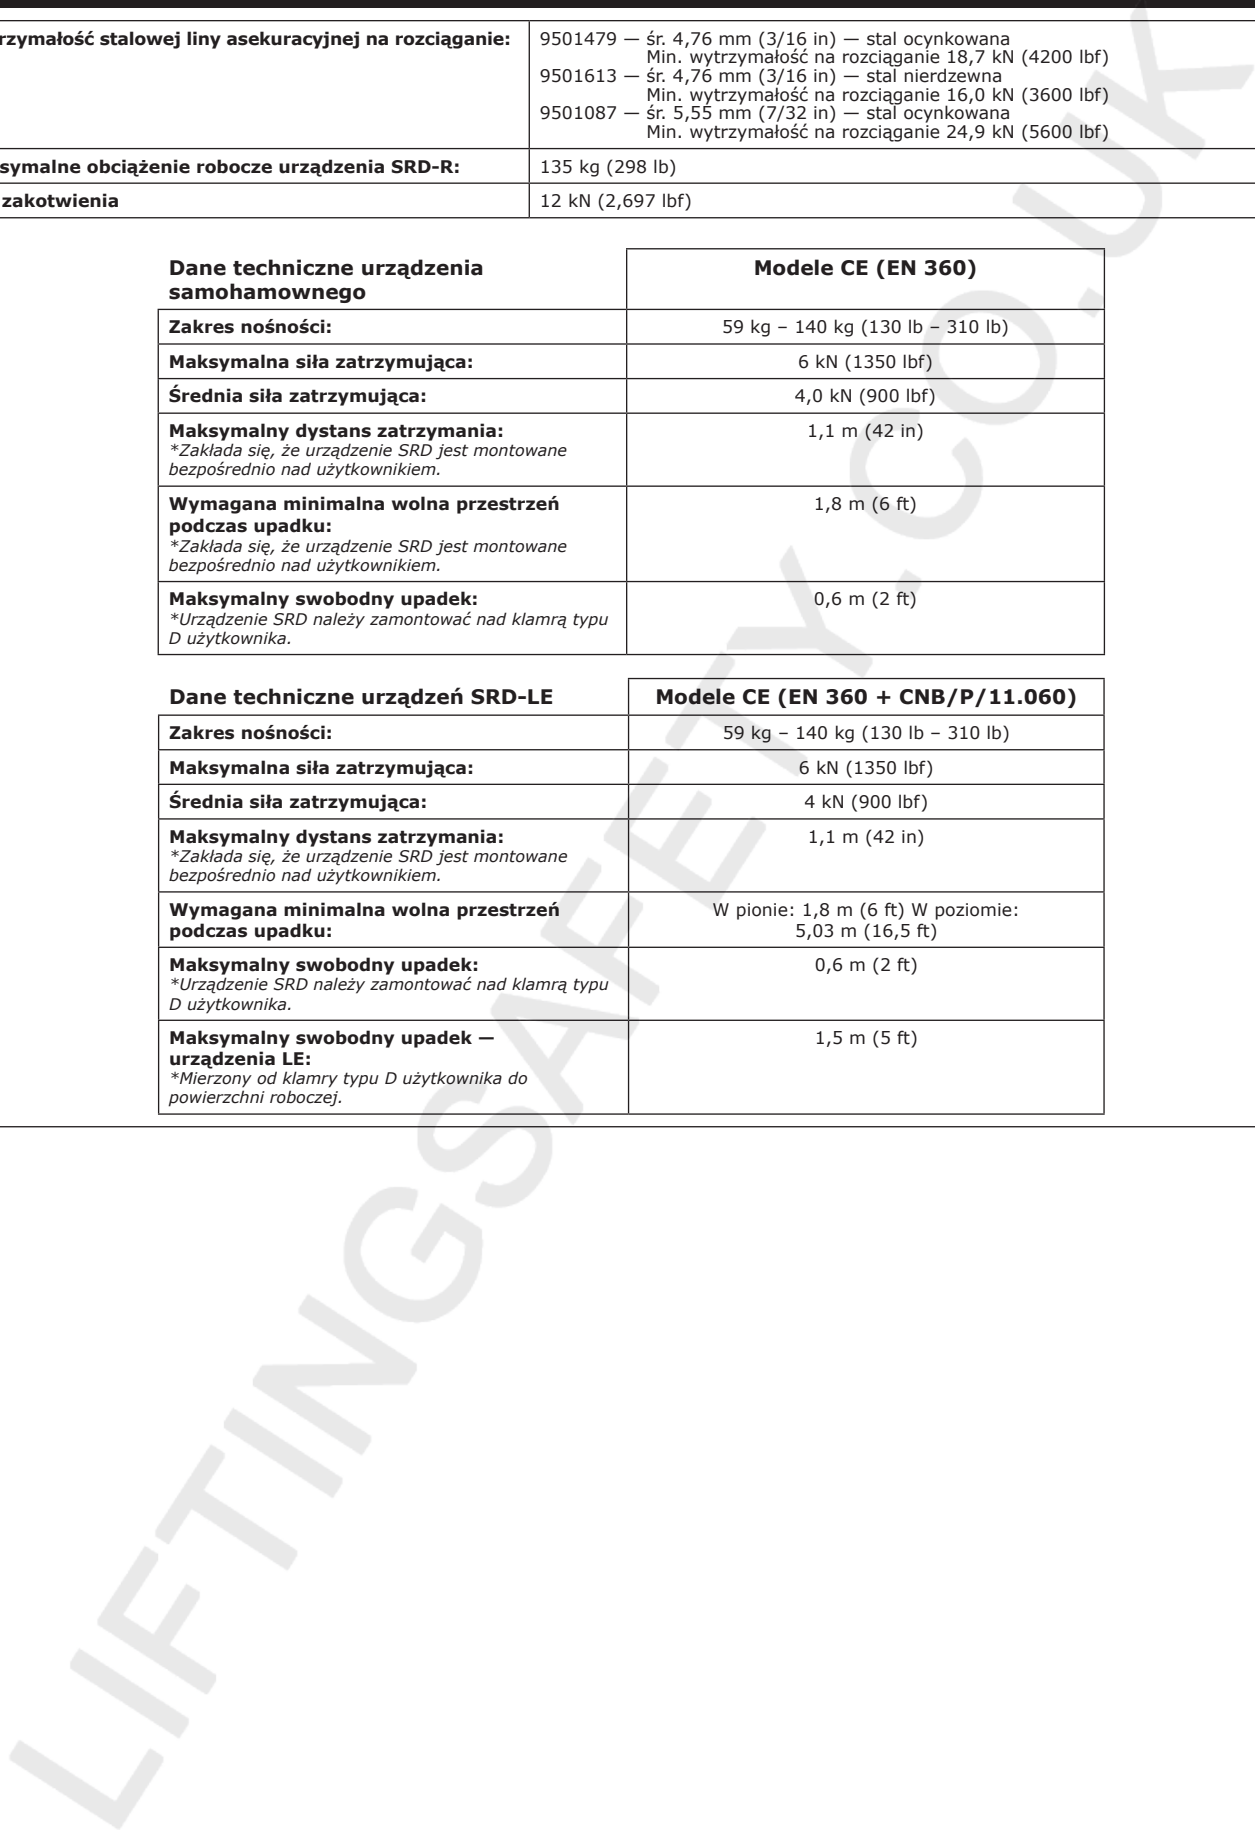 rzymałość stalowej liny asekuracyjnej na rozciąganie:
9501479 — śr. 4,76 mm (3/16 in) — stal ocynkowana
Min. wytrzymałość na rozciąganie 18,7 kN (4200 lbf)
9501613 — śr. 4,76 mm (3/16 in) — stal nierdzewna
Min. wytrzymałość na rozciąganie 16,0 kN (3600 lbf)
9501087 — śr. 5,55 mm (7/32 in) — stal ocynkowana
Min. wytrzymałość na rozciąganie 24,9 kN (5600 lbf)
symalne obciążenie robocze urządzenia SRD-R:
135 kg (298 lb)
zakotwienia
12 kN (2,697 lbf)
Dane techniczne urządzenia
samohamownego
Modele CE (EN 360)
Zakres nośności:
59 kg – 140 kg (130 lb – 310 lb)
Maksymalna siła zatrzymująca:
6 kN (1350 lbf)
Średnia siła zatrzymująca:
4,0 kN (900 lbf)
Maksymalny dystans zatrzymania:
*Zakłada się, że urządzenie SRD jest montowane
bezpośrednio nad użytkownikiem.
1,1 m (42 in)
Wymagana minimalna wolna przestrzeń
podczas upadku:
*Zakłada się, że urządzenie SRD jest montowane
bezpośrednio nad użytkownikiem.
1,8 m (6 ft)
Maksymalny swobodny upadek:
*Urządzenie SRD należy zamontować nad klamrą typu
D użytkownika.
0,6 m (2 ft)
Dane techniczne urządzeń SRD-LE
Modele CE (EN 360 + CNB/P/11.060)
Zakres nośności:
59 kg – 140 kg (130 lb – 310 lb)
Maksymalna siła zatrzymująca:
6 kN (1350 lbf)
Średnia siła zatrzymująca:
4 kN (900 lbf)
Maksymalny dystans zatrzymania:
*Zakłada się, że urządzenie SRD jest montowane
bezpośrednio nad użytkownikiem.
1,1 m (42 in)
Wymagana minimalna wolna przestrzeń
podczas upadku:
W pionie: 1,8 m (6 ft) W poziomie:
5,03 m (16,5 ft)
Maksymalny swobodny upadek:
*Urządzenie SRD należy zamontować nad klamrą typu
D użytkownika.
0,6 m (2 ft)
Maksymalny swobodny upadek —
urządzenia LE:
*Mierzony od klamry typu D użytkownika do
powierzchni roboczej.
1,5 m (5 ft)
LIFTINGSAFETY.CO.UK